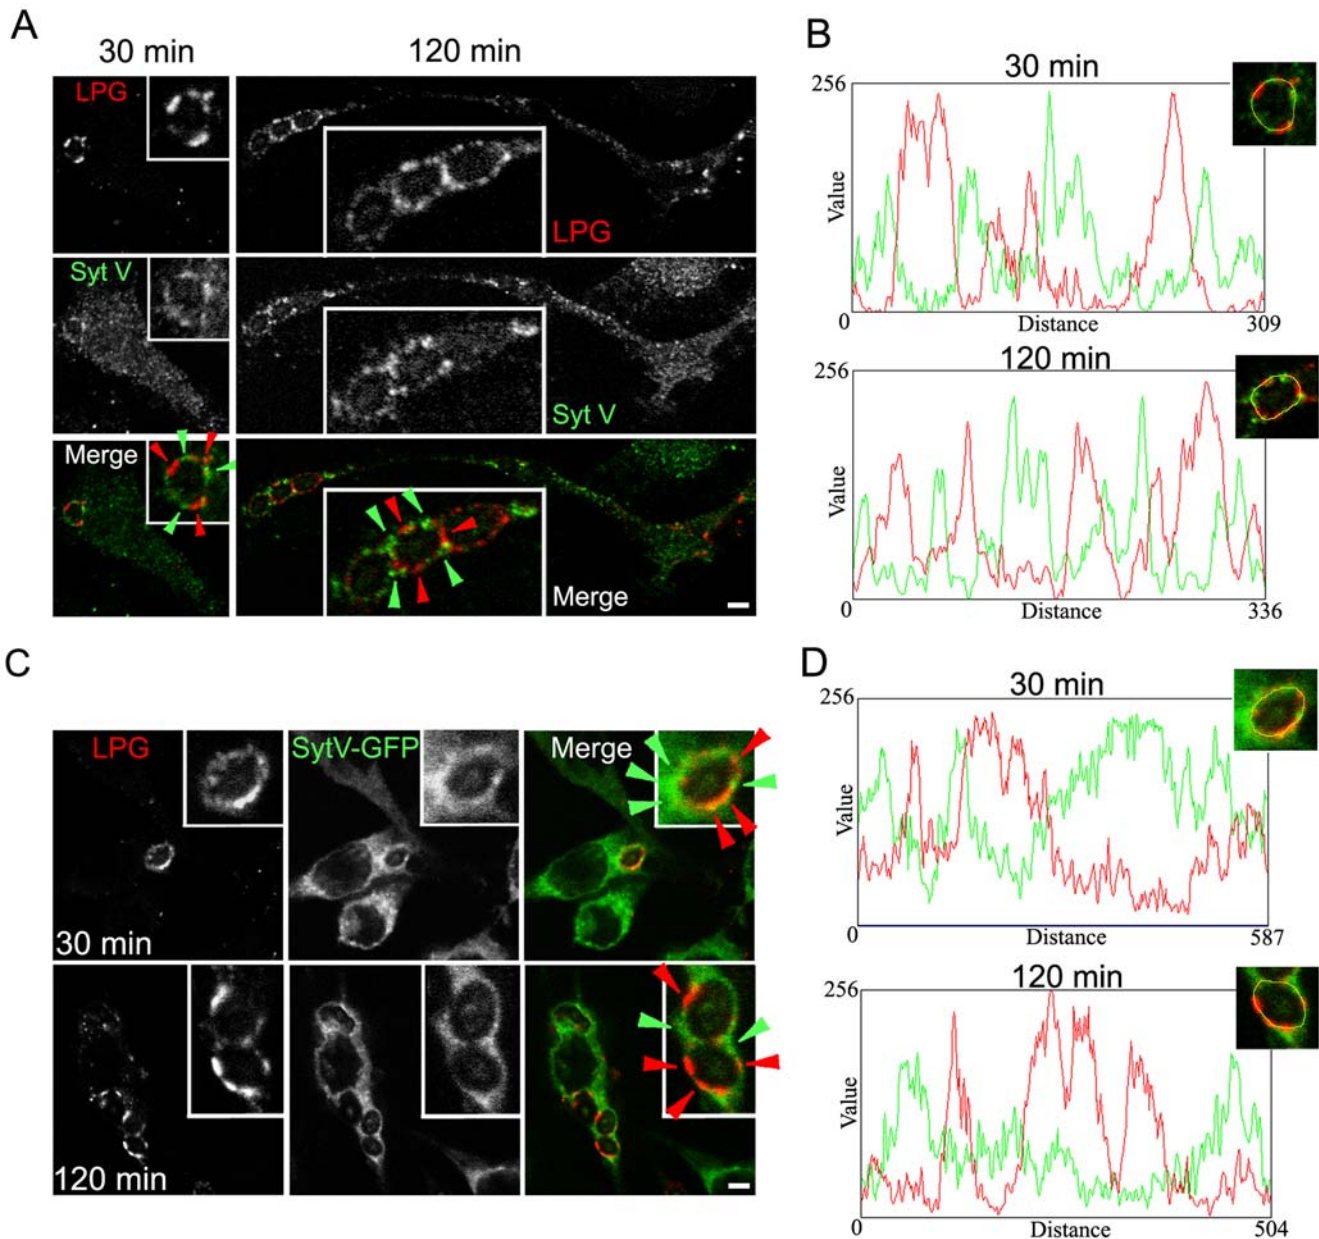 A
30 min
120 min
LPG
LPG
Syt V
Syt V
Merge
Merge
B
30 min
256
Value
0
Distance
309
120 min
256
Value
0
Distance
336
C
LPG
SytV-GFP
Merge
30 min
120 min
D
30 min
256
Value
0
Distance
587
120 min
256
Value
0
Distance
504